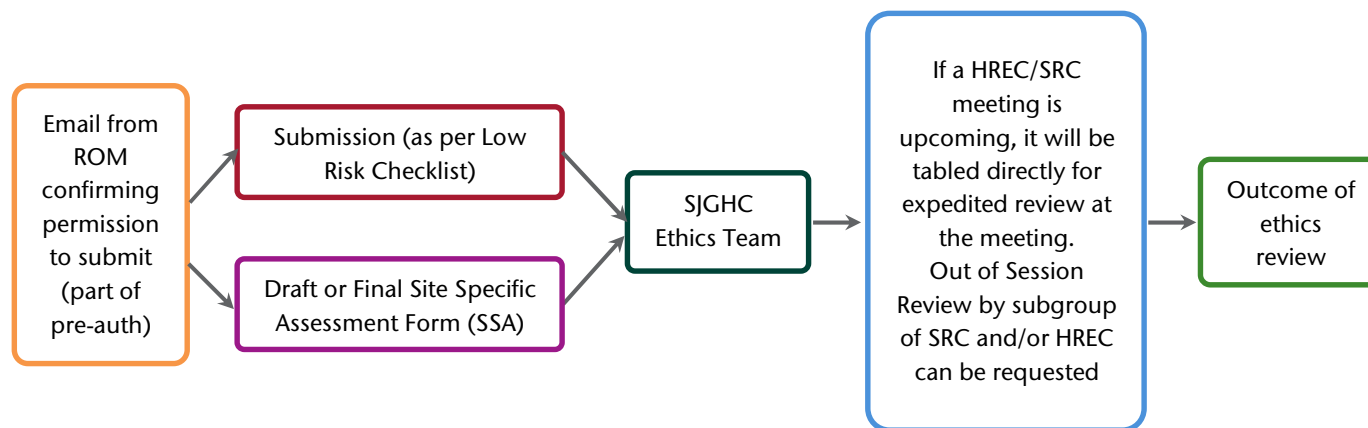 Email from
ROM
confirming
permission
to submit
(part of
pre-auth)
Submission (as per Low
Risk Checklist)
Draft or Final Site Specific
Assessment Form (SSA)
SJGHC
Ethics Team
If a HREC/SRC
meeting is
upcoming, it will be
tabled directly for
expedited review at
the meeting.
Out of Session
Review by subgroup
of SRC and/or HREC
can be requested
Outcome of
ethics
review